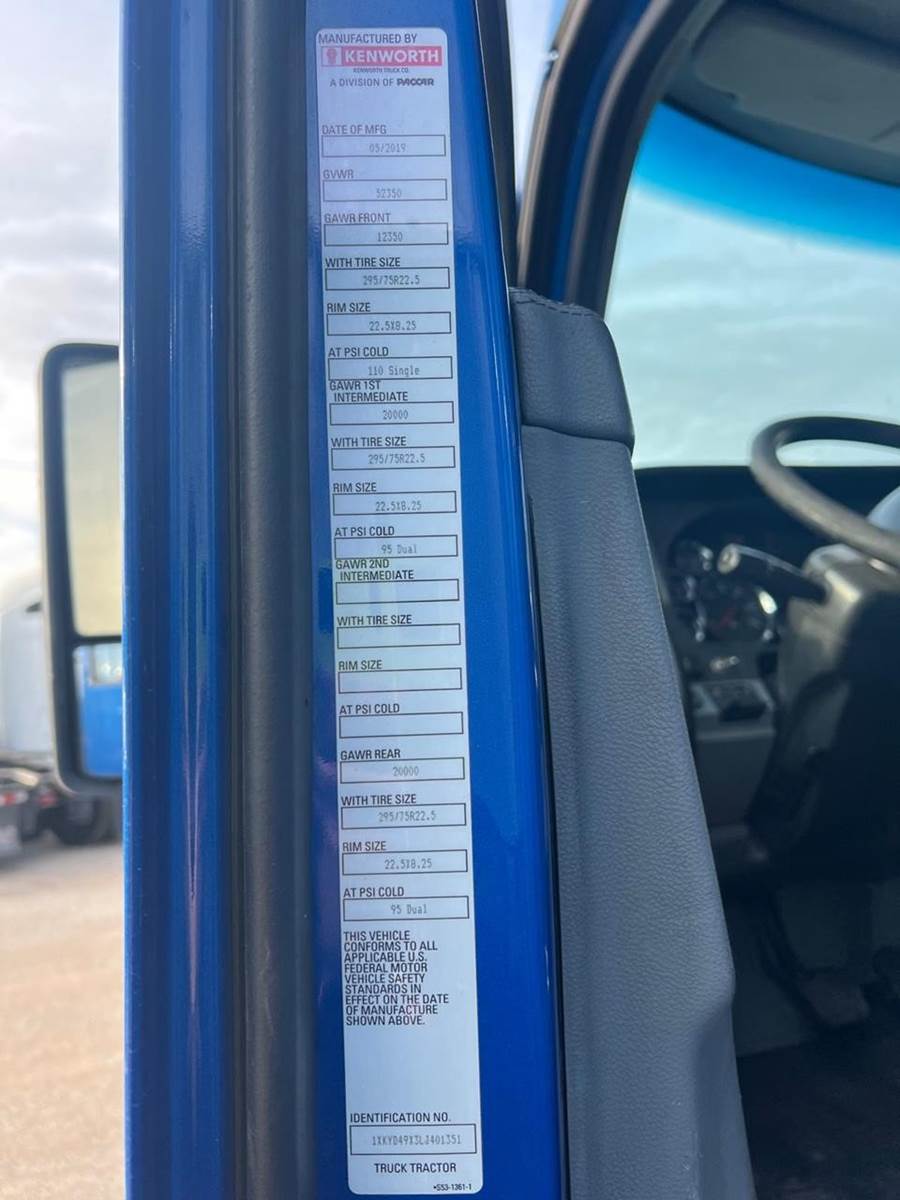 MANUFACTURED BY
KENWORTH
KENWORTH TRUCK CO.
A DIVISION OF PACCAR
DATE OF MFG
05/2019
GVWR
52350
GAWR FRONT
12350
WITH TIRE SIZE
295/75R22.5
RIM SIZE
22.5X8.25
AT PSI COLD
110 Single
GAWR 1ST
INTERMEDIATE
20000
WITH TIRE SIZE
295/75R22.5
RIM SIZE
22.5X8.25
AT PSI COLD
95 Dual
GAWR 2ND
INTERMEDIATE
WITH TIRE SIZE
RIM SIZE
AT PSI COLD
GAWR REAR
20000
WITH TIRE SIZE
295/75R22.5
RIM SIZE
22.5X8.25
AT PSI COLD
95 Dual
THIS VEHICLE
CONFORMS TO ALL
APPLICABLE U.S.
FEDERAL MOTOR
VEHICLE SAFETY
STANDARDS IN
EFFECT ON THE DATE
OF MANUFACTURE
SHOWN ABOVE.
IDENTIFICATION NO.
1XKYD49X3LJ401351
TRUCK TRACTOR
•S53-1361-1